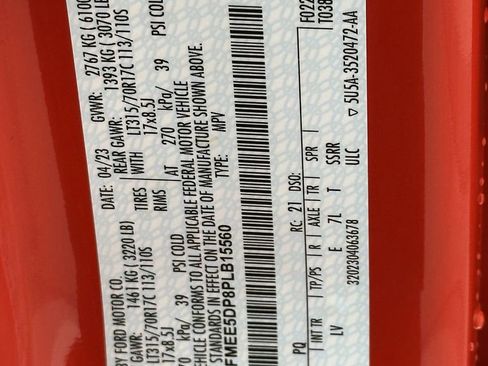 BY FORD MOTOR CO. DATE: 04/23 GVWR: 2767 KG ( 6100
1461 KG ( 3220 LB) REAR GAWR: 1393 KG ( 3070 LB
LT315/70R17C 113/110S TIRES WITH LT315/70R17C 113/110S
17x8.5J RIMS 17x8.5J
270 kPa/ 39 PSI COLD AT 270 kPa/ 39 PSI COLD
VEHICLE CONFORMS TO ALL APPLICABLE FEDERAL MOTOR VEHICLE
STANDARDS IN EFFECT ON THE DATE OF MANUFACTURE SHOWN ABOVE.
FMEE5DP8PLB15560 TYPE: MPV
F022
T038
PQ RC: 21 DSO:
INT TR TP/PS R AXLE TR SPR
LV E 7L T SSRR
3202304063678 ULC ▽ 5U5A-3520472-AA